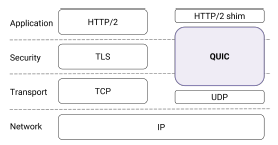 Application HTTP/2 HTTP/2 shim
Security TLS QUIC
Transport TCP UDP
Network IP